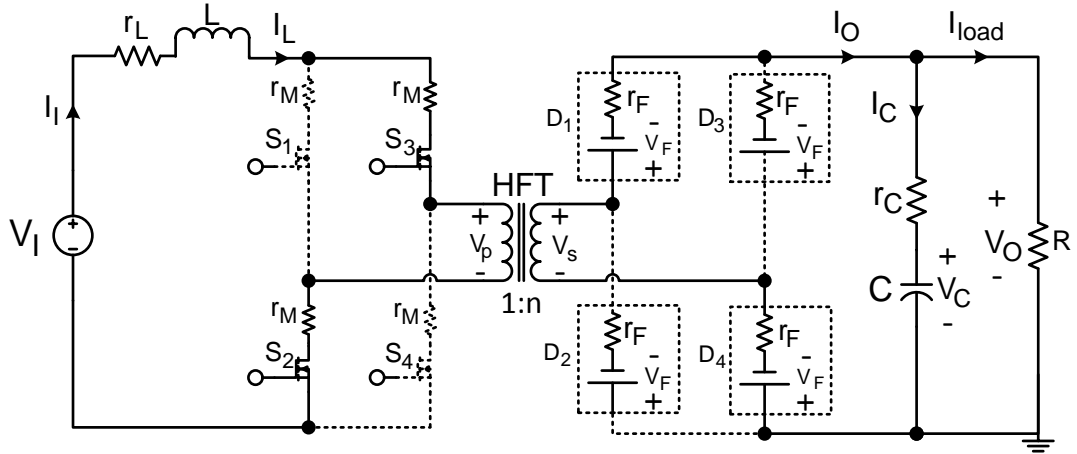 r_L L I_L I_O I_load
r_M r_M r_F r_F
I_I D_1 - V_F + D_3 - V_F + I_C
S_1 S_3
HFT r_C
V_I + - + V_p - + V_s - + V_O - R
1:n C + V_C -
r_M r_M r_F r_F
S_2 S_4 D_2 - V_F + D_4 - V_F +